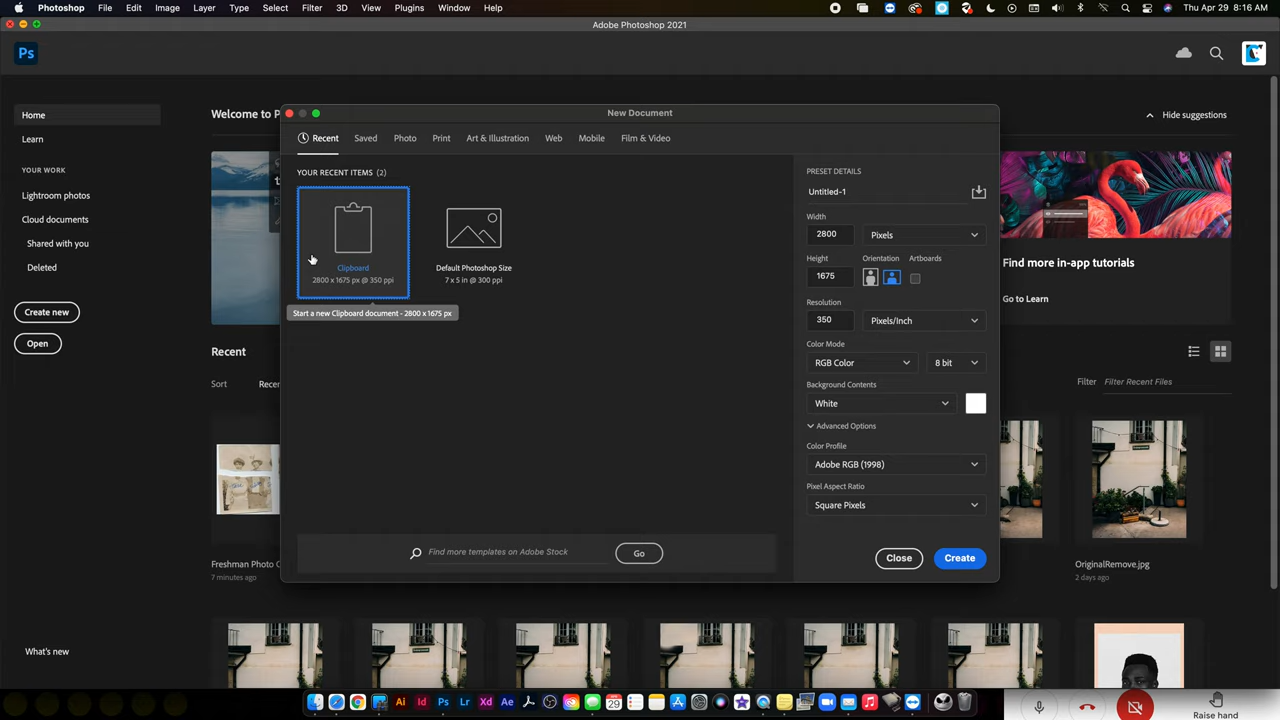 Photoshop File Edit Image Layer Type Select Filter 3D View Plugins Window Help Thu Apr 29 8:16 AM
Adobe Photoshop 2021
Ps
Home
Learn
YOUR WORK
Lightroom photos
Cloud documents
Shared with you
Deleted
Create new
Open
What's new
Welcome to P
Hide suggestions
Find more in-app tutorials
Go to Learn
Recent
Sort Rece
Filter Filter Recent Files
Freshman Photo C
7 minutes ago
OriginalRemove.jpg
2 days ago
New Document
Recent Saved Photo Print Art & Illustration Web Mobile Film & Video
YOUR RECENT ITEMS (2)
Clipboard
2800 x 1675 px @ 350 ppi
Default Photoshop Size
7 x 5 in @ 300 ppi
Start a new Clipboard document - 2800 x 1675 px
Find more templates on Adobe Stock
Go
PRESET DETAILS
Untitled-1
Width
2800 Pixels
Height Orientation Artboards
1675
Resolution
350 Pixels/Inch
Color Mode
RGB Color 8 bit
Background Contents
White
Advanced Options
Color Profile
Adobe RGB (1998)
Pixel Aspect Ratio
Square Pixels
Close Create
Ai Id Ps Lr Xd Ae
29
Raise hand